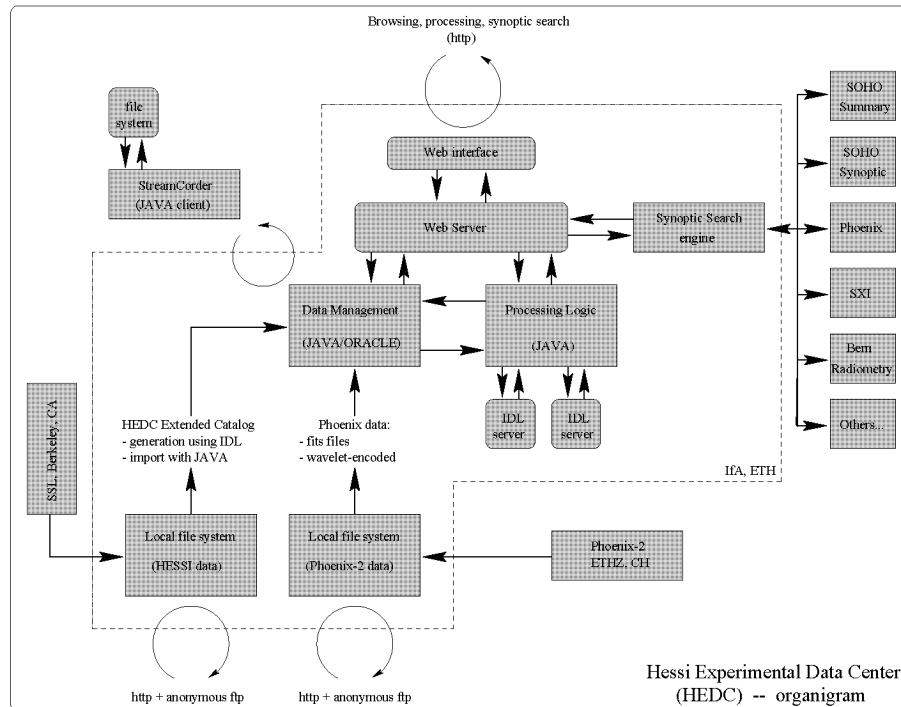 Browsing, processing, synoptic search
(http)
file
system
StreamCorder
(JAVA client)
Web interface
Web Server
Synoptic Search
engine
SOHO
Summary
SOHO
Synoptic
Phoenix
SXI
Bern
Radiometry
Others...
Data Management
(JAVA/ORACLE)
Processing Logic
(JAVA)
IDL
server
IDL
server
SSL, Berkeley, CA
HEDC Extended Catalog
- generation using IDL
- import with JAVA
Phoenix data:
- fits files
- wavelet-encoded
IfA, ETH
Local file system
(HESSI data)
Local file system
(Phoenix-2 data)
Phoenix-2
ETHZ, CH
http + anonymous ftp
http + anonymous ftp
Hessi Experimental Data Center
(HEDC) -- organigram